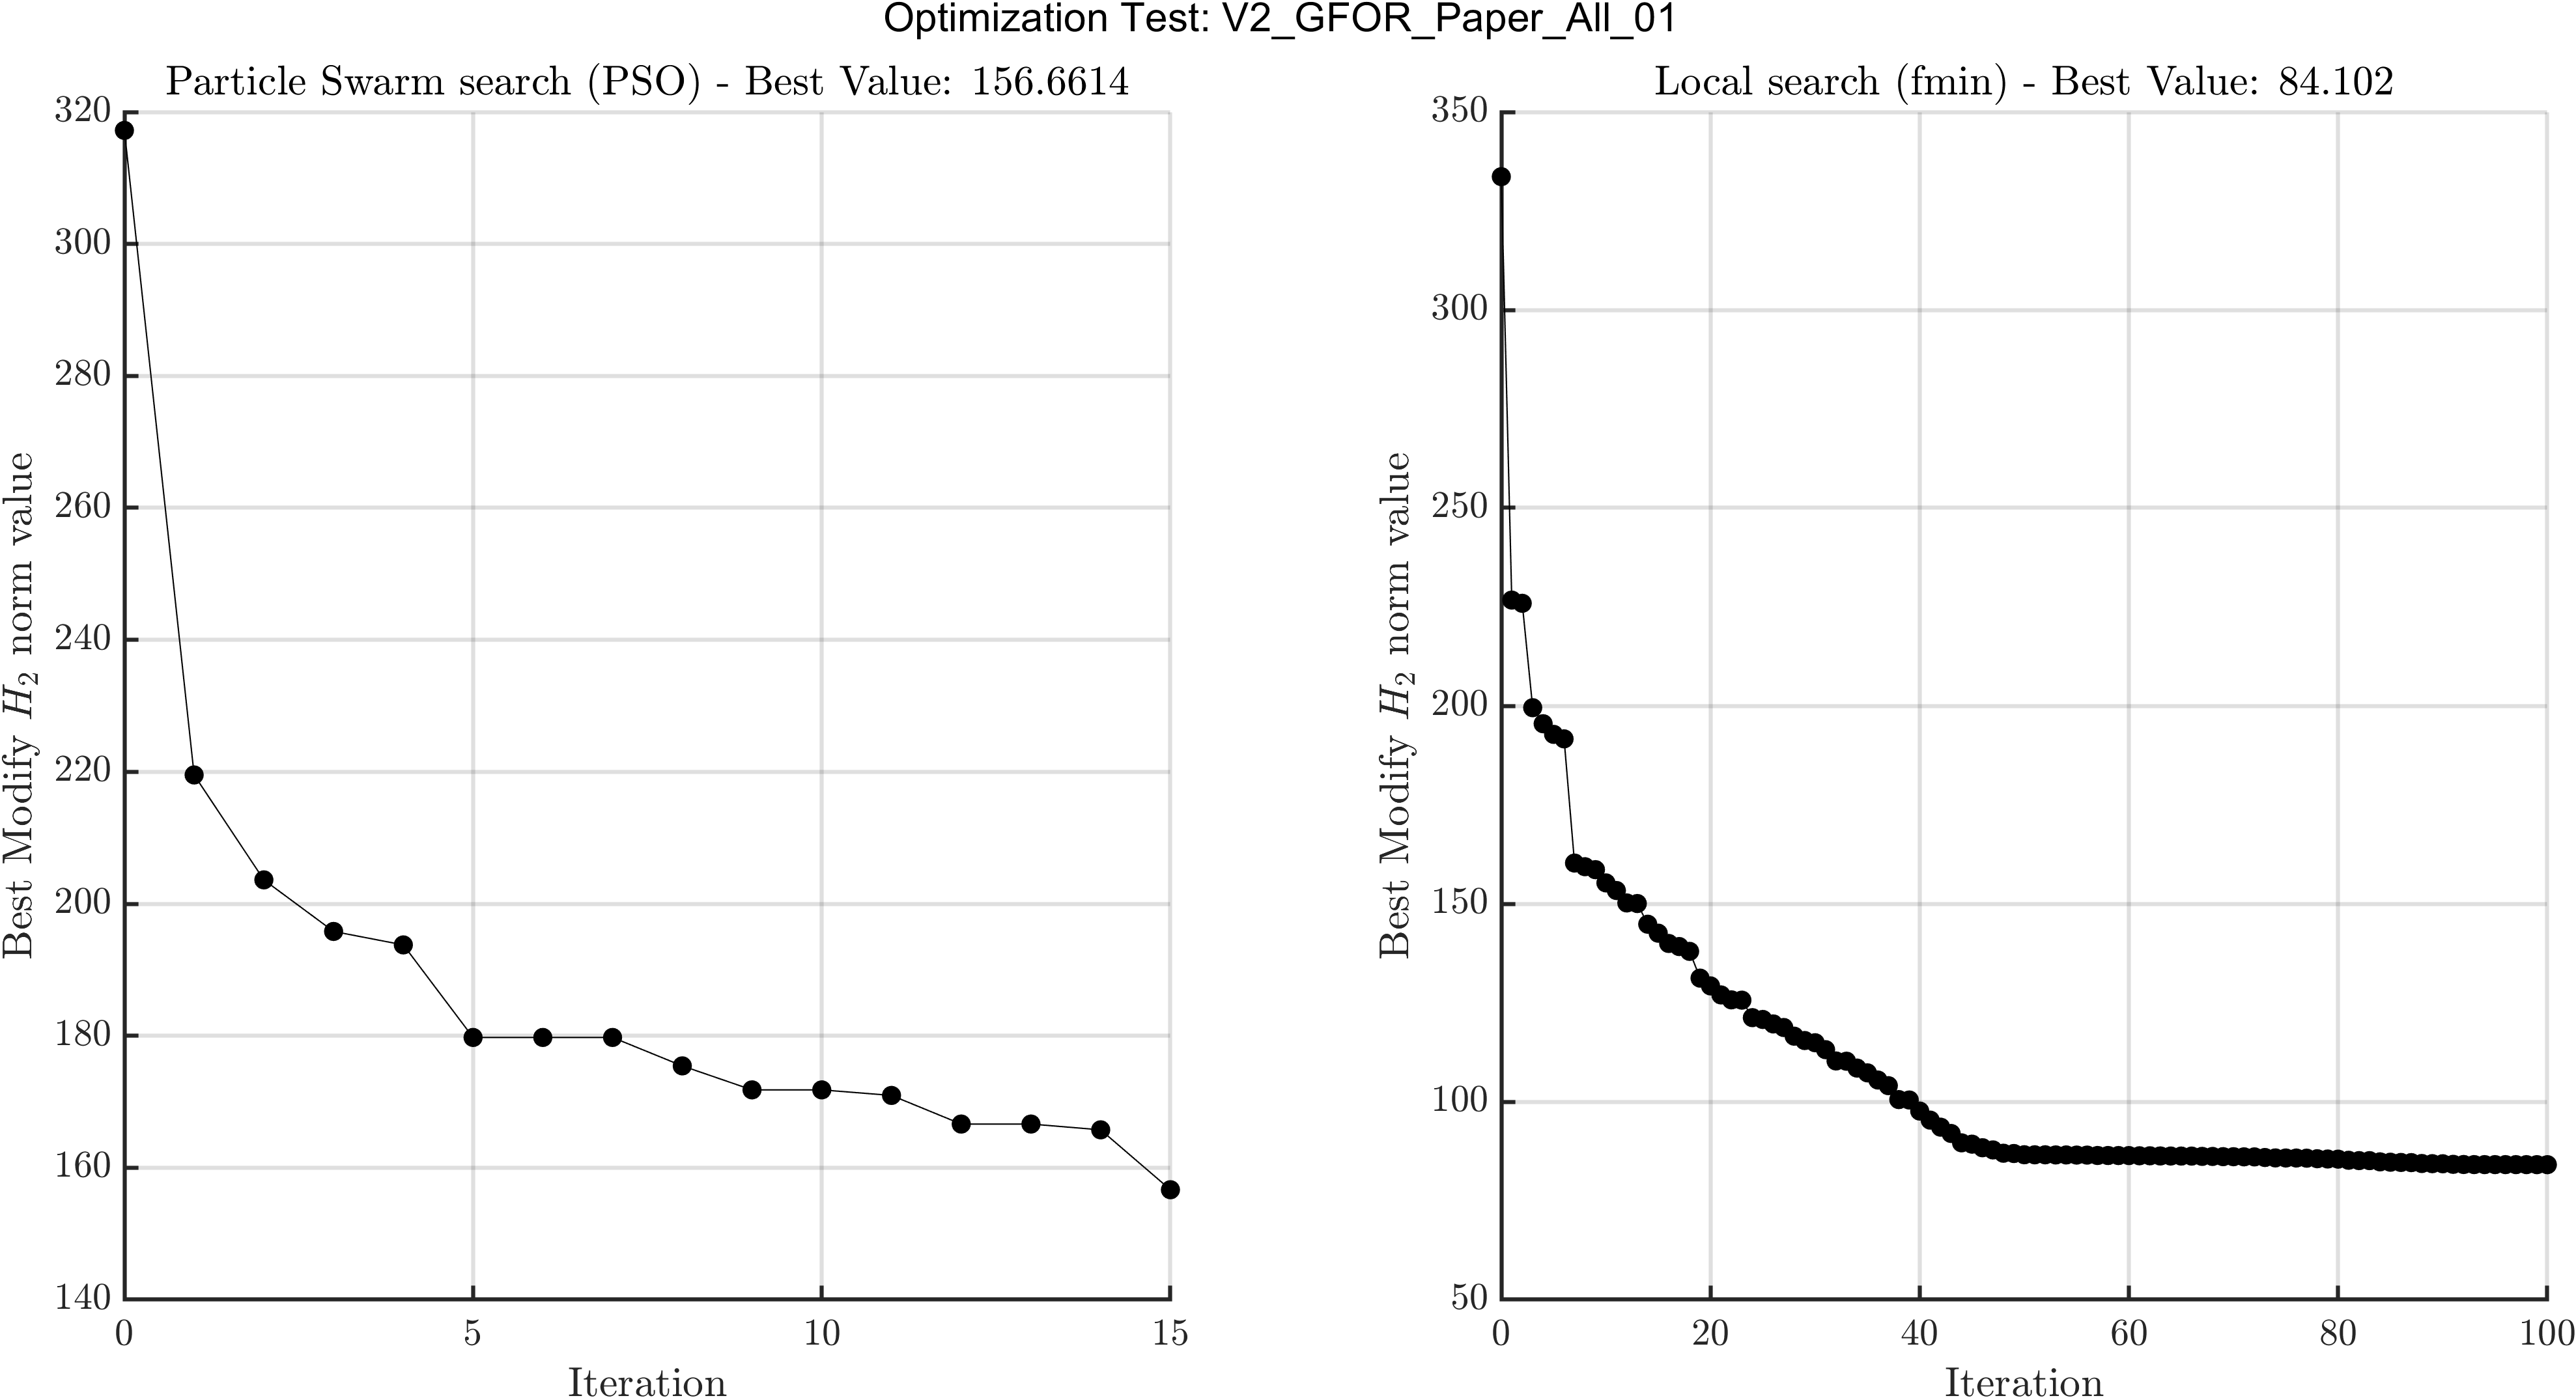 Optimization Test: V2_GFOR_Paper_All_01
Particle Swarm search (PSO) - Best Value: 156.6614
320
300
280
260
240
220
200
180
160
140
0 5 10 15
Iteration
Best Modify H₂ norm value
Local search (fmin) - Best Value: 84.102
350
300
250
200
150
100
50
0 20 40 60 80 100
Iteration
Best Modify H₂ norm value